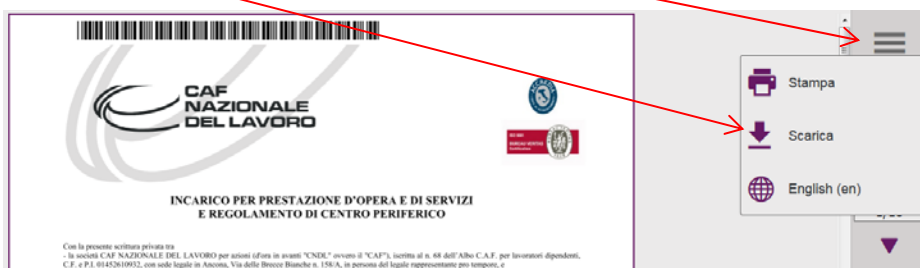 CAF
NAZIONALE
DEL LAVORO
ACCREDIA
BUREAU VERITAS
INCARICO PER PRESTAZIONE D'OPERA E DI SERVIZI
E REGOLAMENTO DI CENTRO PERIFERICO
Con la presente scrittura privata tra
- la società CAF NAZIONALE DEL LAVORO per azioni (d'ora in avanti "CNDL" ovvero il "CAF"), iscritta al n. 68 dell'Albo C.A.F. per lavoratori dipendenti,
C.F. e P.I. 01452610932, con sede legale in Ancona, Via delle Brecce Bianche n. 158/A, in persona del legale rappresentante pro tempore, e
Stampa
Scarica
English (en)